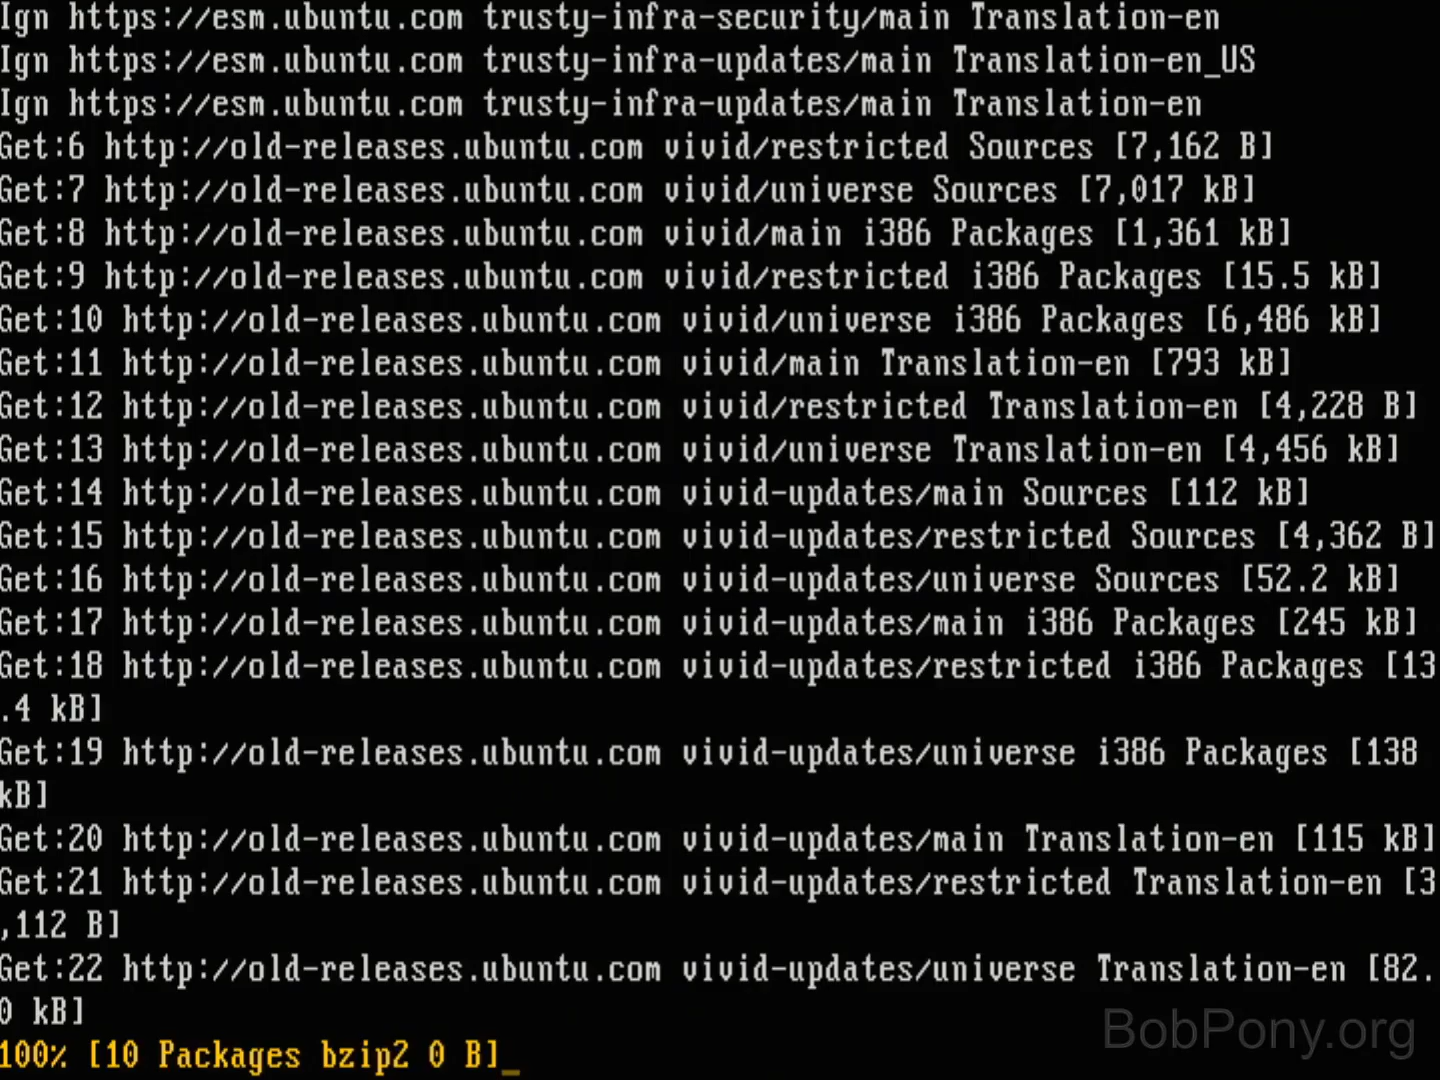 Ign https://esm.ubuntu.com trusty-infra-security/main Translation-en
Ign https://esm.ubuntu.com trusty-infra-updates/main Translation-en_US
Ign https://esm.ubuntu.com trusty-infra-updates/main Translation-en
Get:6 http://old-releases.ubuntu.com vivid/restricted Sources [7,162 B]
Get:7 http://old-releases.ubuntu.com vivid/universe Sources [7,017 kB]
Get:8 http://old-releases.ubuntu.com vivid/main i386 Packages [1,361 kB]
Get:9 http://old-releases.ubuntu.com vivid/restricted i386 Packages [15.5 kB]
Get:10 http://old-releases.ubuntu.com vivid/universe i386 Packages [6,486 kB]
Get:11 http://old-releases.ubuntu.com vivid/main Translation-en [793 kB]
Get:12 http://old-releases.ubuntu.com vivid/restricted Translation-en [4,228 B]
Get:13 http://old-releases.ubuntu.com vivid/universe Translation-en [4,456 kB]
Get:14 http://old-releases.ubuntu.com vivid-updates/main Sources [112 kB]
Get:15 http://old-releases.ubuntu.com vivid-updates/restricted Sources [4,362 B]
Get:16 http://old-releases.ubuntu.com vivid-updates/universe Sources [52.2 kB]
Get:17 http://old-releases.ubuntu.com vivid-updates/main i386 Packages [245 kB]
Get:18 http://old-releases.ubuntu.com vivid-updates/restricted i386 Packages [13
.4 kB]
Get:19 http://old-releases.ubuntu.com vivid-updates/universe i386 Packages [138
kB]
Get:20 http://old-releases.ubuntu.com vivid-updates/main Translation-en [115 kB]
Get:21 http://old-releases.ubuntu.com vivid-updates/restricted Translation-en [3
,112 B]
Get:22 http://old-releases.ubuntu.com vivid-updates/universe Translation-en [82.
0 kB]
100% [10 Packages bzip2 0 B]_
BobPony.org